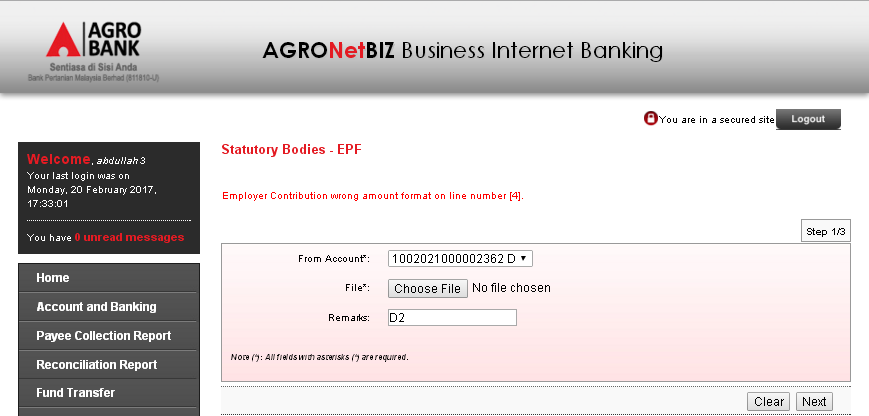 AGRO
BANK
Sentiasa di Sisi Anda
Bank Pertanian Malaysia Berhad (811810-U)
AGRONetBIZ Business Internet Banking
You are in a secured site
Logout
Welcome, abdullah3
Your last login was on
Monday, 20 February 2017,
17:33:01
You have 0 unread messages
Home
Account and Banking
Payee Collection Report
Reconciliation Report
Fund Transfer
Statutory Bodies - EPF
Employer Contribution wrong amount format on line number [4].
Step 1/3
From Account*: 1002021000002362 D
File*: Choose File No file chosen
Remarks: D2
Note (*): All fields with asterisks (*) are required.
Clear Next